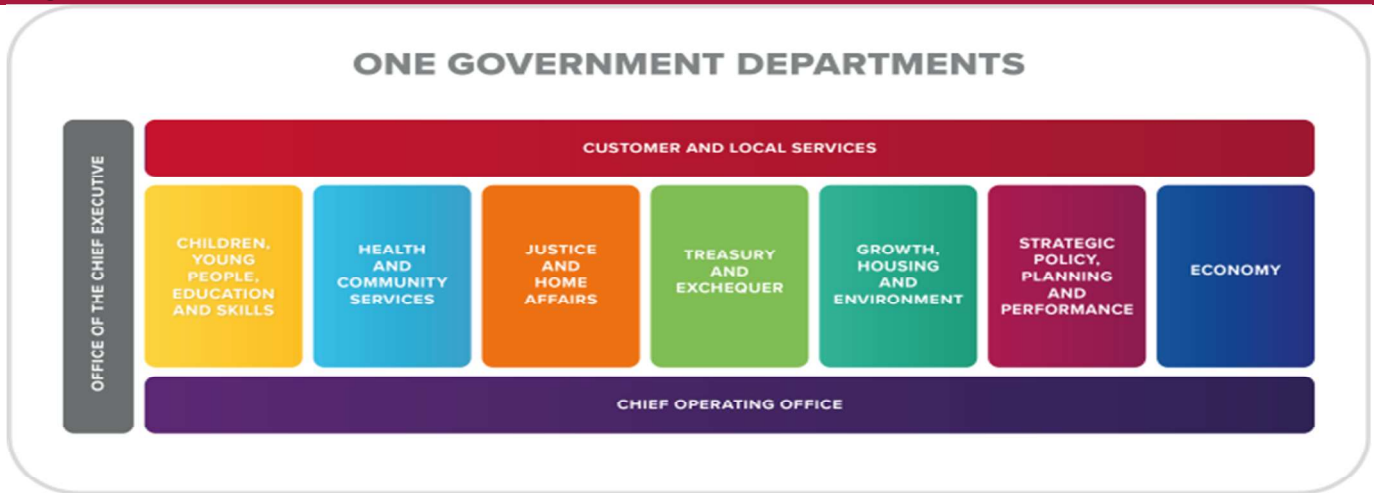 ONE GOVERNMENT DEPARTMENTS
OFFICE OF THE CHIEF EXECUTIVE
CUSTOMER AND LOCAL SERVICES
CHILDREN,
YOUNG
PEOPLE,
EDUCATION
AND SKILLS
HEALTH
AND
COMMUNITY
SERVICES
JUSTICE
AND
HOME
AFFAIRS
TREASURY
AND
EXCHEQUER
GROWTH,
HOUSING
AND
ENVIRONMENT
STRATEGIC
POLICY,
PLANNING
AND
PERFORMANCE
ECONOMY
CHIEF OPERATING OFFICE